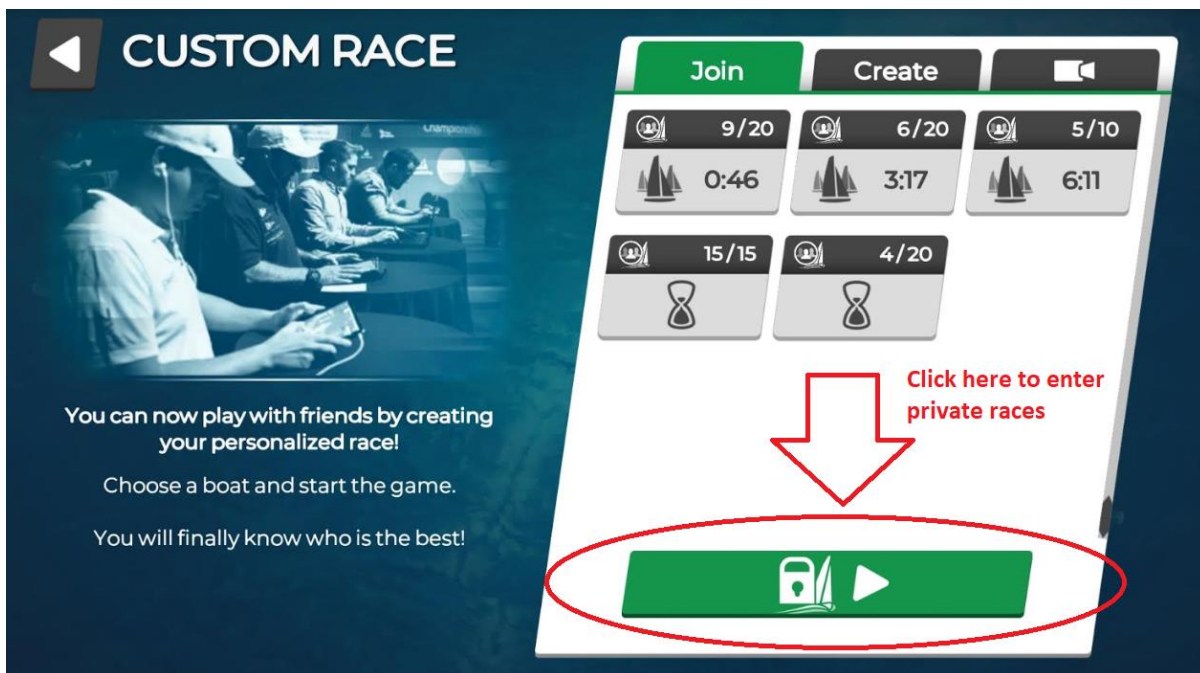 CUSTOM RACE
Championship
You can now play with friends by creating
your personalized race!
Choose a boat and start the game.
You will finally know who is the best!
Join
Create
9/20
6/20
5/10
0:46
3:17
6:11
15/15
4/20
Click here to enter
private races